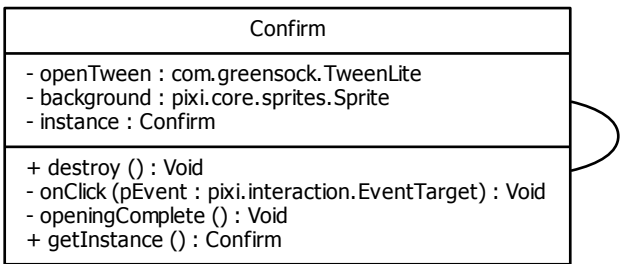 Confirm
- openTween : com.greensock.TweenLite
- background : pixi.core.sprites.Sprite
- instance : Confirm
+ destroy () : Void
- onClick (pEvent : pixi.interaction.EventTarget) : Void
- openingComplete () : Void
+ getInstance () : Confirm